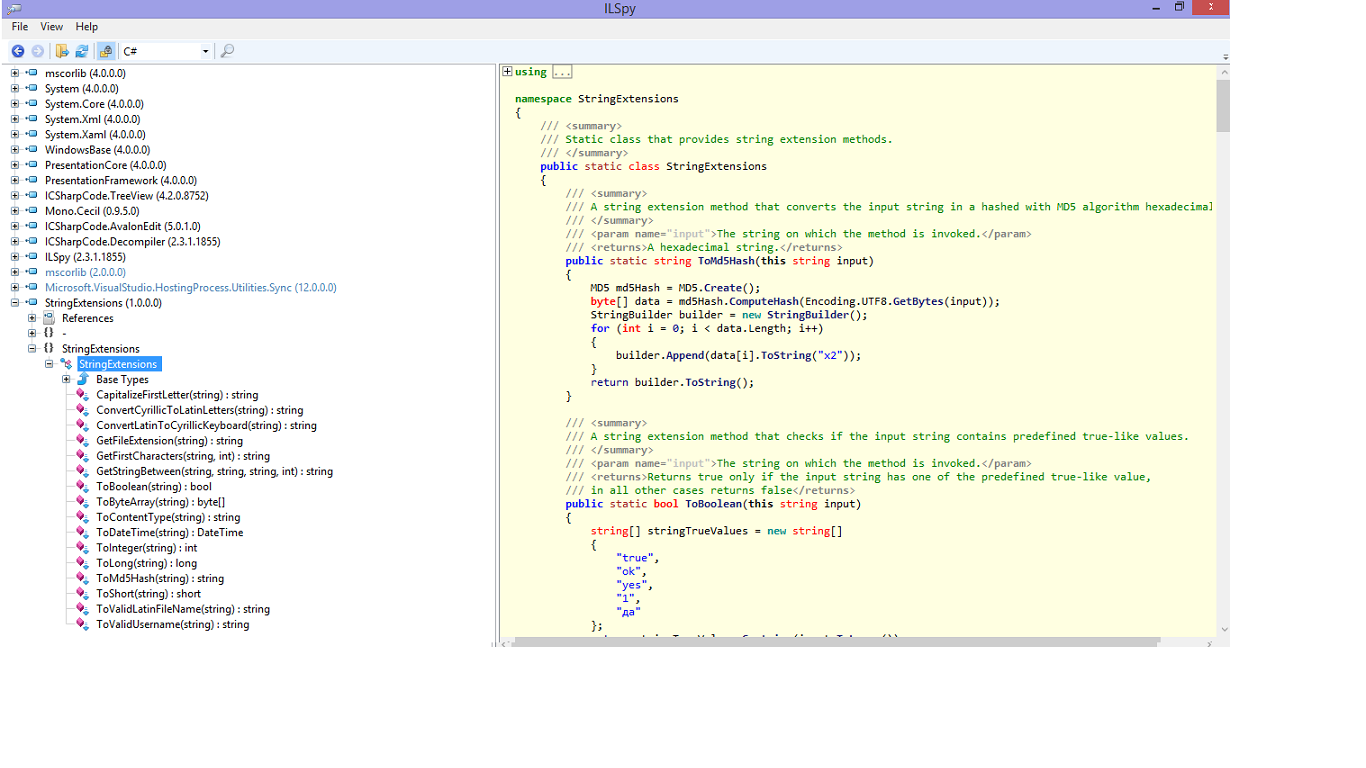 ILSpy
File View Help
C#
mscorlib (4.0.0.0)
System (4.0.0.0)
System.Core (4.0.0.0)
System.Xml (4.0.0.0)
System.Xaml (4.0.0.0)
WindowsBase (4.0.0.0)
PresentationCore (4.0.0.0)
PresentationFramework (4.0.0.0)
ICSharpCode.TreeView (4.2.0.8752)
Mono.Cecil (0.9.5.0)
ICSharpCode.AvalonEdit (5.0.1.0)
ICSharpCode.Decompiler (2.3.1.1855)
ILSpy (2.3.1.1855)
mscorlib (2.0.0.0)
Microsoft.VisualStudio.HostingProcess.Utilities.Sync (12.0.0.0)
StringExtensions (1.0.0.0)
References
{} -
{} StringExtensions
StringExtensions
Base Types
CapitalizeFirstLetter(string) : string
ConvertCyrillicToLatinLetters(string) : string
ConvertLatinToCyrillicKeyboard(string) : string
GetFileExtension(string) : string
GetFirstCharacters(string, int) : string
GetStringBetween(string, string, string, int) : string
ToBoolean(string) : bool
ToByteArray(string) : byte[]
ToContentType(string) : string
ToDateTime(string) : DateTime
ToInteger(string) : int
ToLong(string) : long
ToMd5Hash(string) : string
ToShort(string) : short
ToValidLatinFileName(string) : string
ToValidUsername(string) : string
using ...
namespace StringExtensions
{
/// <summary>
/// Static class that provides string extension methods.
/// </summary>
public static class StringExtensions
{
/// <summary>
/// A string extension method that converts the input string in a hashed with MD5 algorithm hexadecimal
/// </summary>
/// <param name="input">The string on which the method is invoked.</param>
/// <returns>A hexadecimal string.</returns>
public static string ToMd5Hash(this string input)
{
MD5 md5Hash = MD5.Create();
byte[] data = md5Hash.ComputeHash(Encoding.UTF8.GetBytes(input));
StringBuilder builder = new StringBuilder();
for (int i = 0; i < data.Length; i++)
{
builder.Append(data[i].ToString("x2"));
}
return builder.ToString();
}
/// <summary>
/// A string extension method that checks if the input string contains predefined true-like values.
/// </summary>
/// <param name="input">The string on which the method is invoked.</param>
/// <returns>Returns true only if the input string has one of the predefined true-like value,
/// in all other cases returns false</returns>
public static bool ToBoolean(this string input)
{
string[] stringTrueValues = new string[]
{
"true",
"ok",
"yes",
"1",
"да"
};